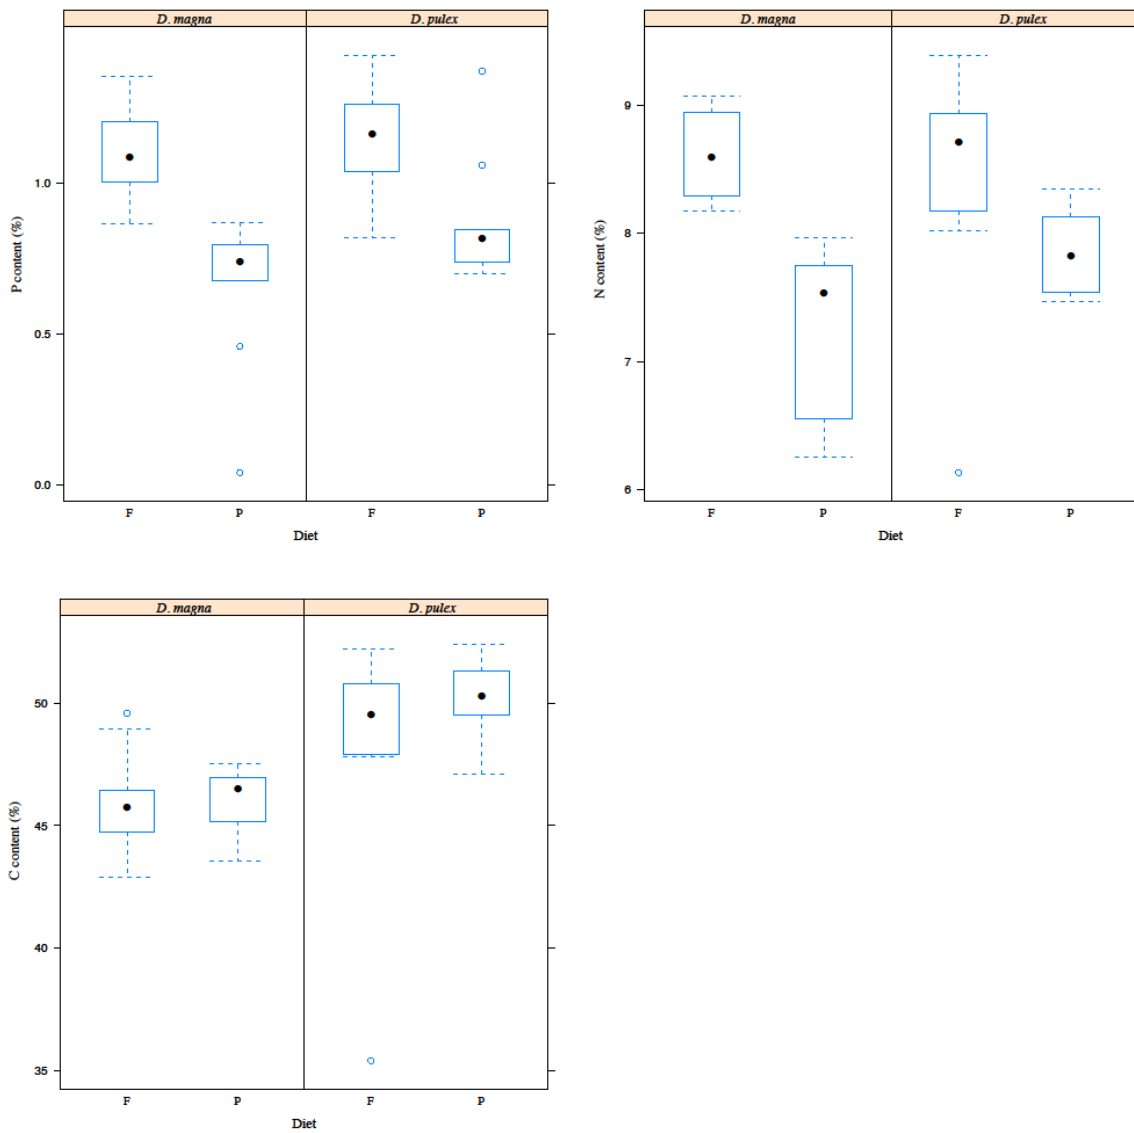 D. magna D. pulex
P content (%)
1.0
0.5
0.0
F P F P
Diet
D. magna D. pulex
N content (%)
9
8
7
6
F P F P
Diet
D. magna D. pulex
C content (%)
50
45
40
35
F P F P
Diet